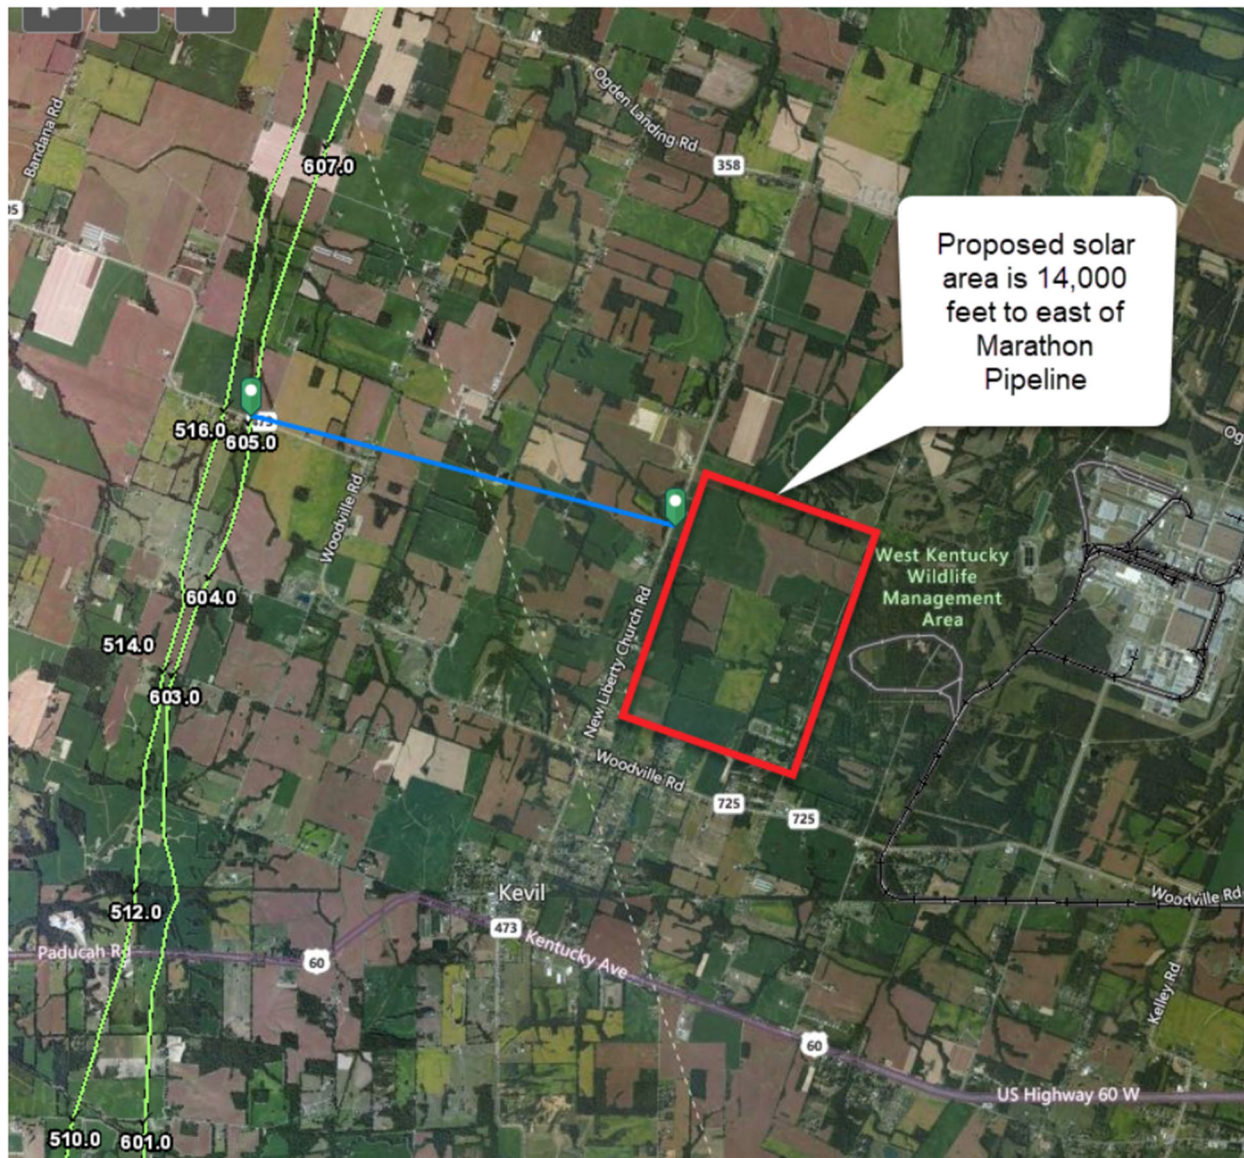 Bandana Rd
Ogden Landing Rd
358
607.0
Proposed solar
area is 14,000
feet to east of
Marathon
Pipeline
516.0
605.0
Woodville Rd
West Kentucky
Wildlife
Management
Area
604.0
New Liberty Church Rd
514.0
603.0
Woodville Rd
725
725
Kevil
Woodville Rd
512.0
473
Paducah Rd
60
Kentucky Ave
Kelley Rd
60
US Highway 60 W
510.0
601.0